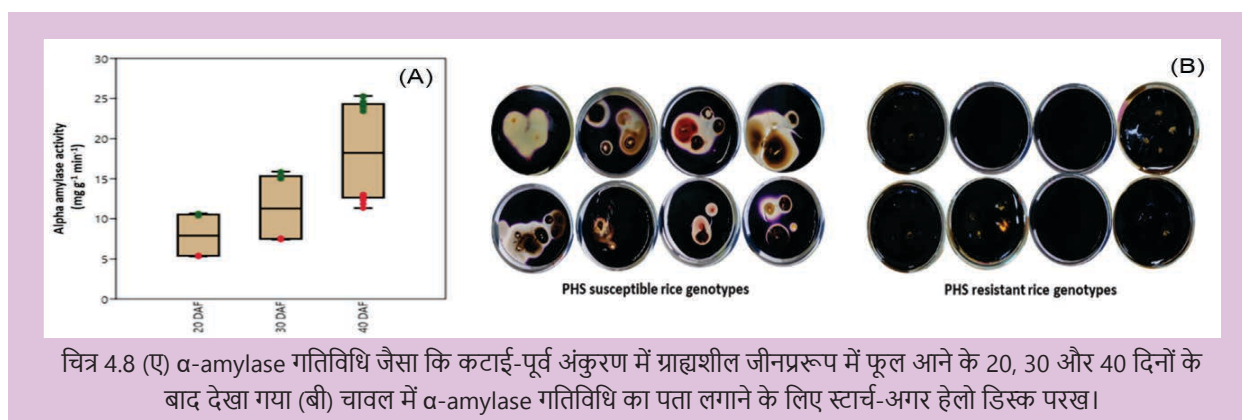 (A)
30
25
20
15
10
5
0
Alpha amylase activity
(mg g⁻¹ min⁻¹)
20 DAF
30 DAF
40 DAF
(B)
PHS susceptible rice genotypes
PHS resistant rice genotypes
चित्र 4.8 (ए) α-amylase गतिविधि जैसा कि कटाई-पूर्व अंकुरण में ग्राह्यशील जीनप्ररूप में फूल आने के 20, 30 और 40 दिनों के
बाद देखा गया (बी) चावल में α-amylase गतिविधि का पता लगाने के लिए स्टार्च-अगर हेलो डिस्क परख।